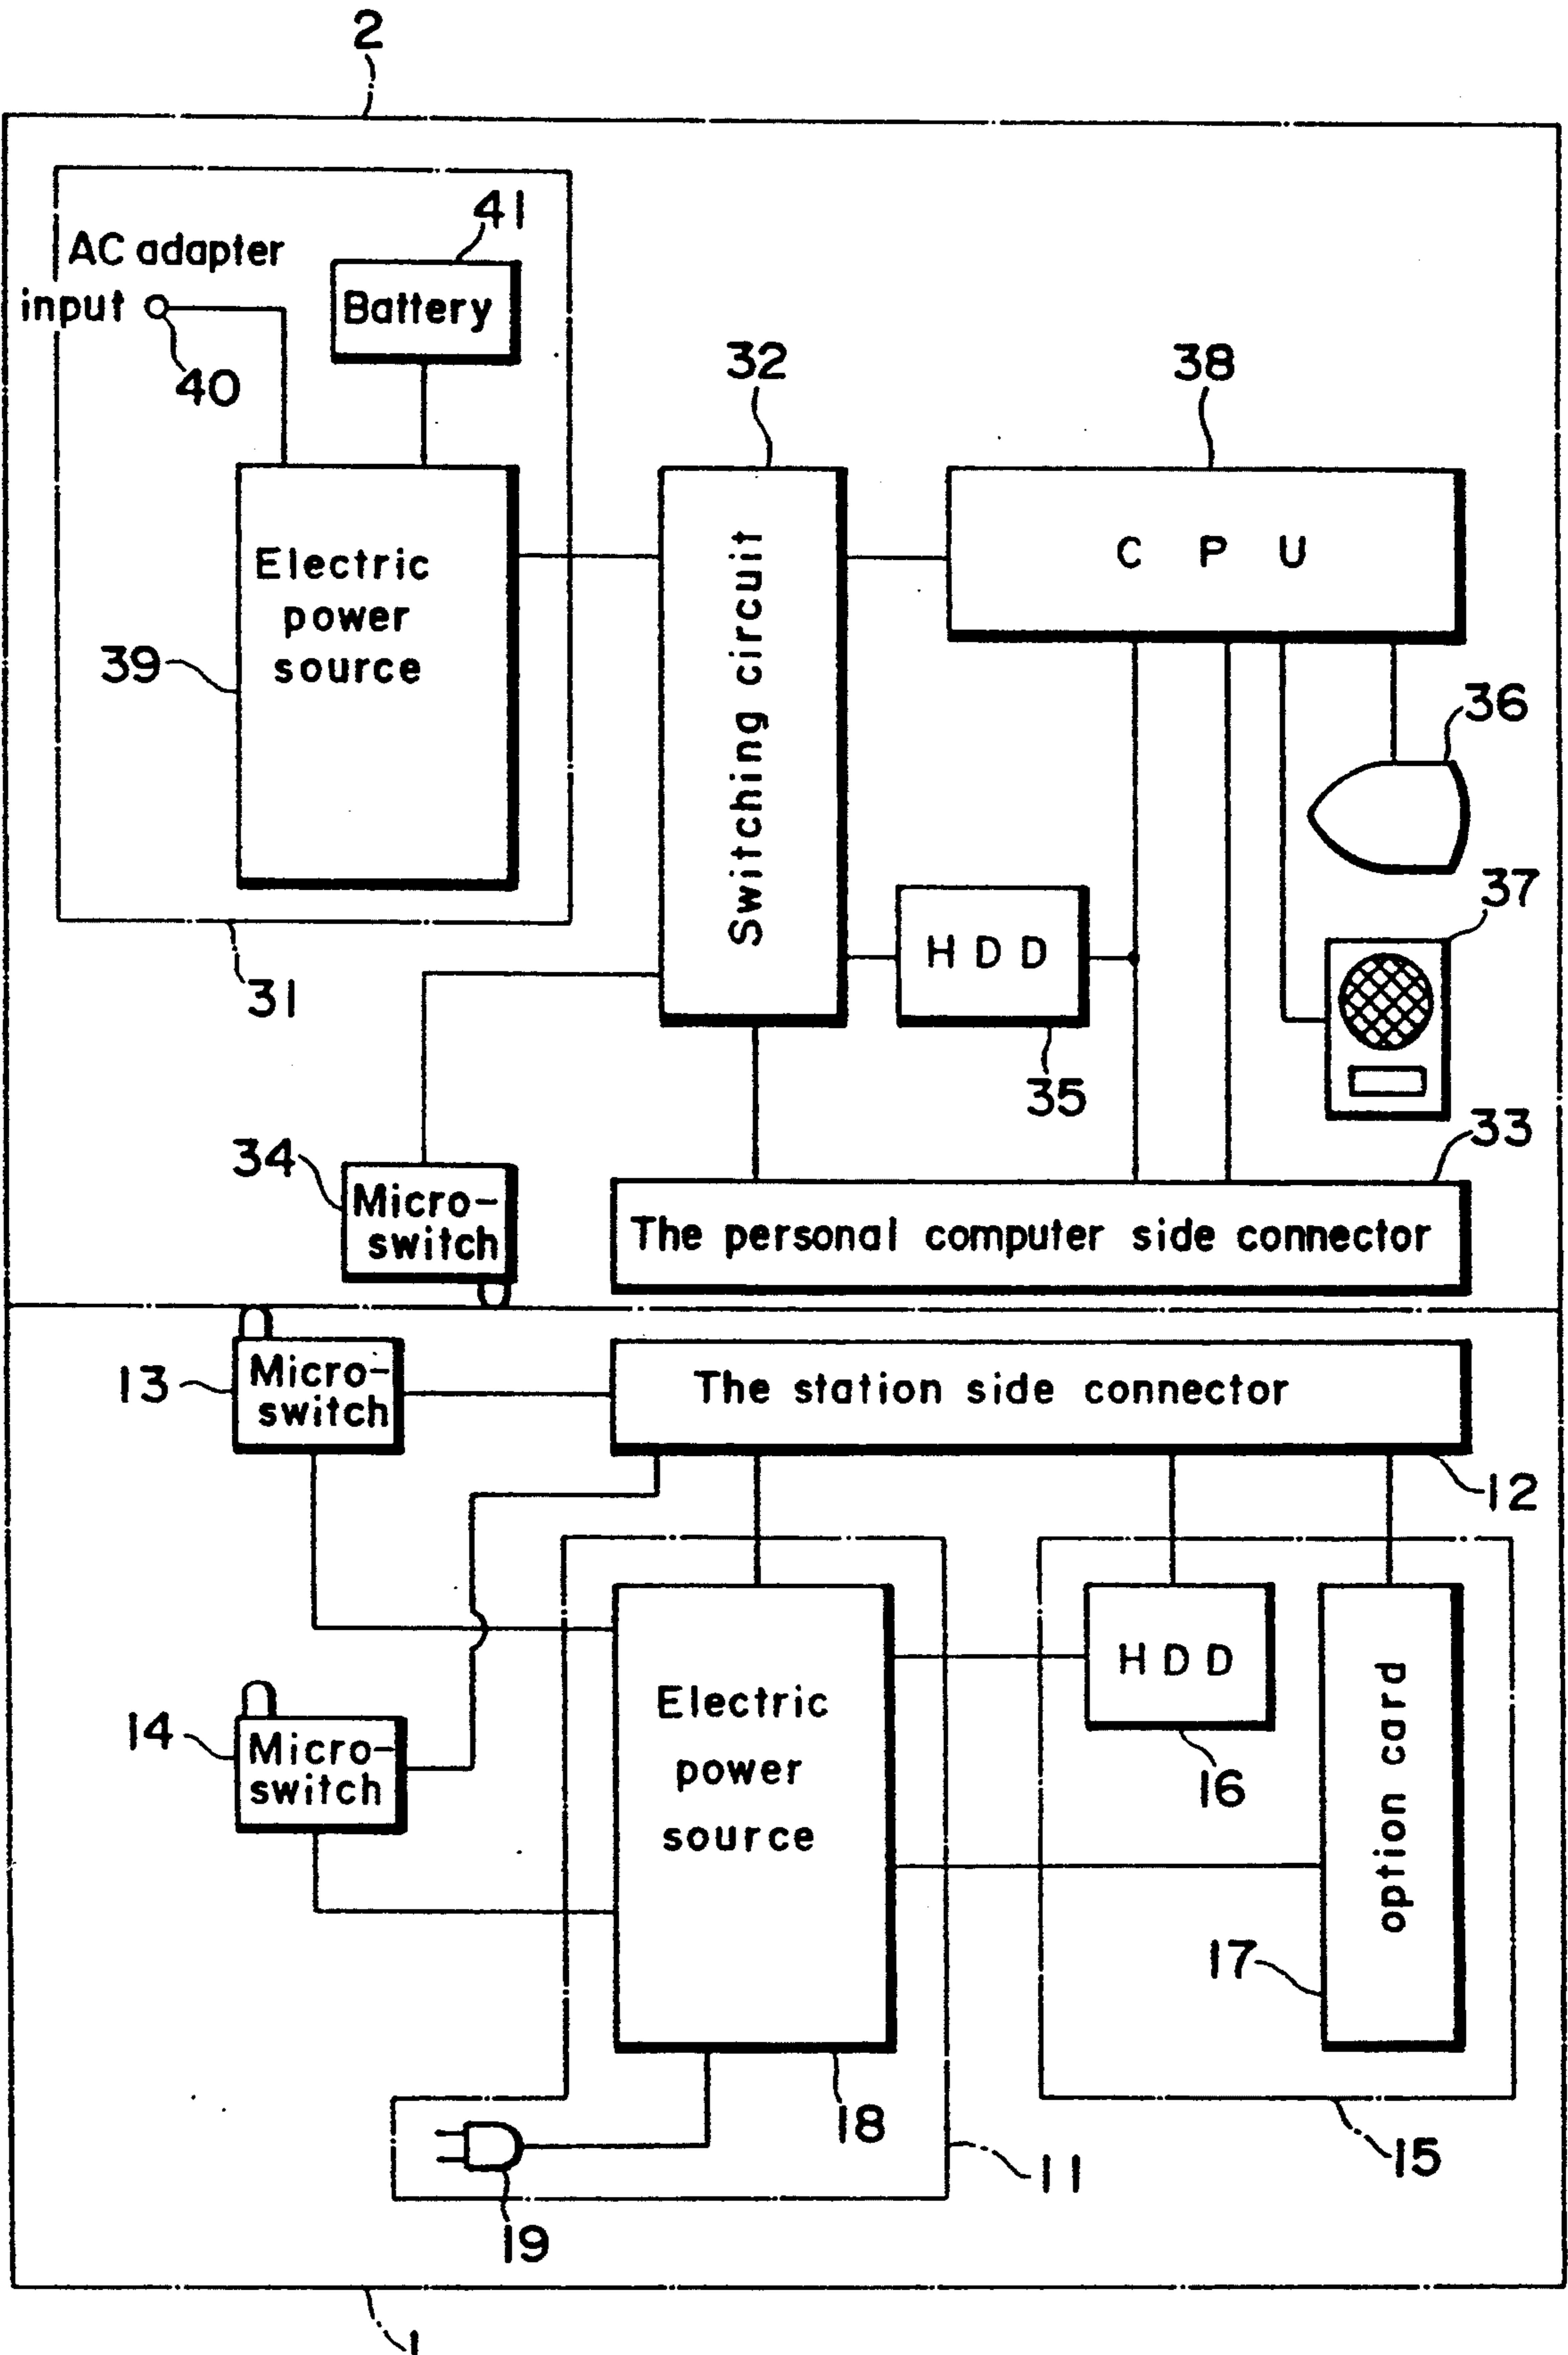 2
41
AC adapter
input
Battery
40
32
38
Electric
power
source
39
Switching circuit
C P U
36
37
HDD
31
35
34
33
Micro-
switch
The personal computer side connector
13
Micro-
switch
The station side connector
12
14
Micro-
switch
Electric
power
source
HDD
16
option card
17
18
11
15
19
1